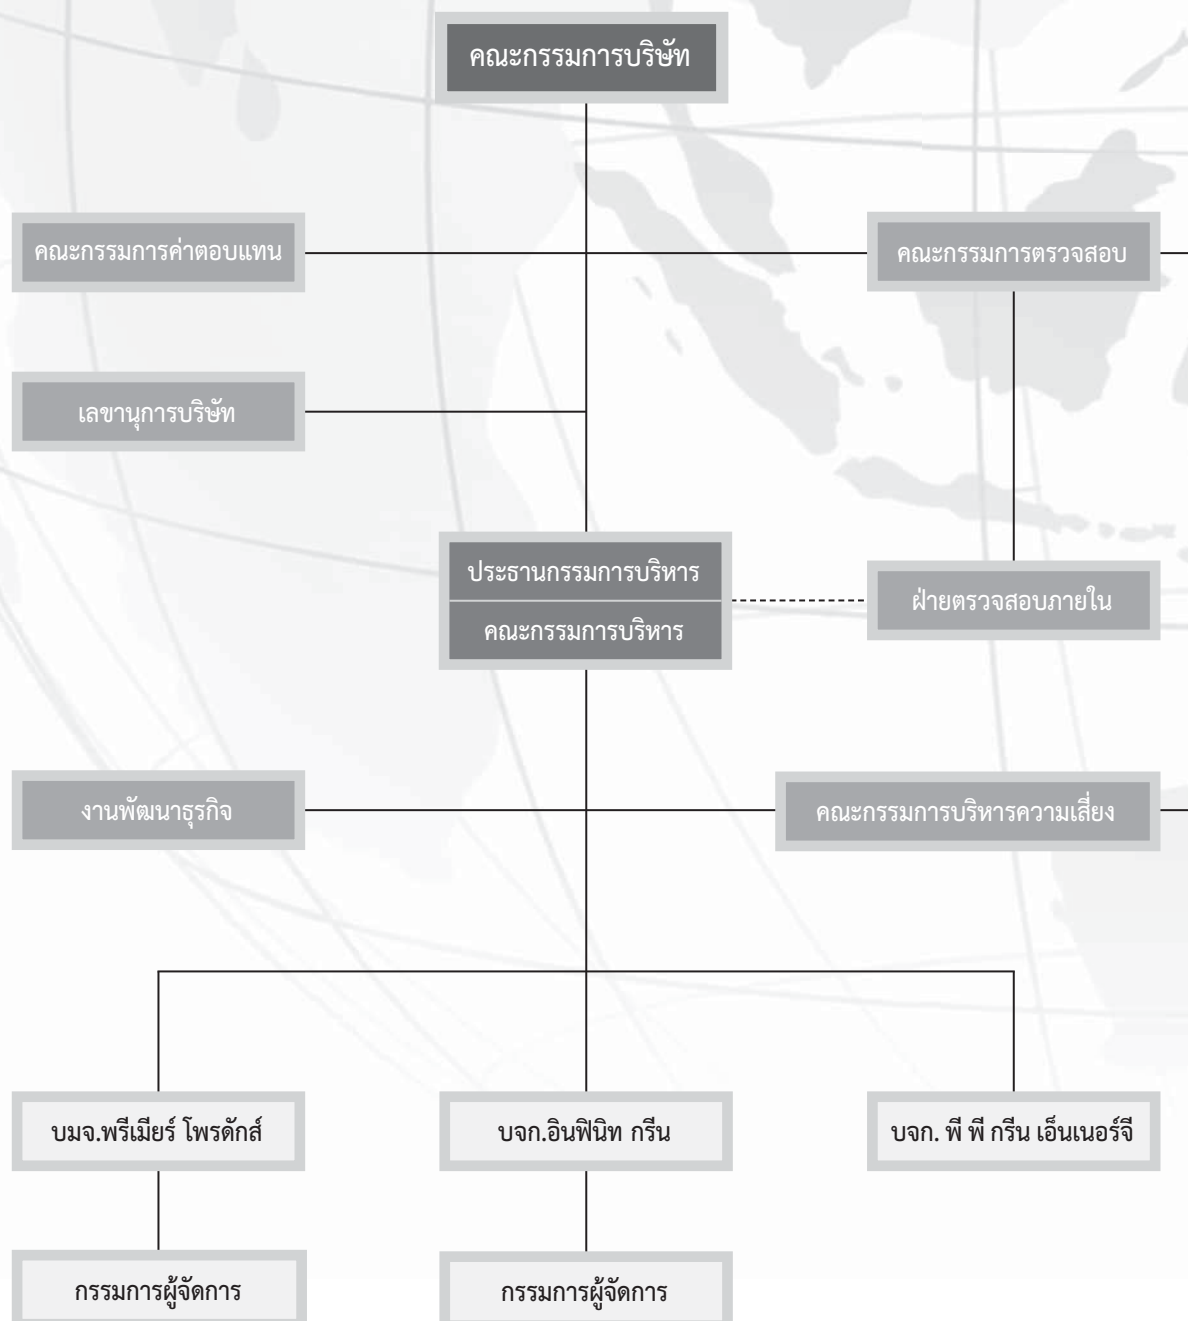 คณะกรรมการบริษัท
คณะกรรมการค่าตอบแทน
คณะกรรมการตรวจสอบ
เลขานุการบริษัท
ประธานกรรมการบริหาร
คณะกรรมการบริหาร
ฝ่ายตรวจสอบภายใน
งานพัฒนาธุรกิจ
คณะกรรมการบริหารความเสี่ยง
บมจ.พรีเมียร์ โพรดักส์
บจก.อินฟินิท กรีน
บจก. พี พี กรีน เอ็นเนอร์จี
กรรมการผู้จัดการ
กรรมการผู้จัดการ